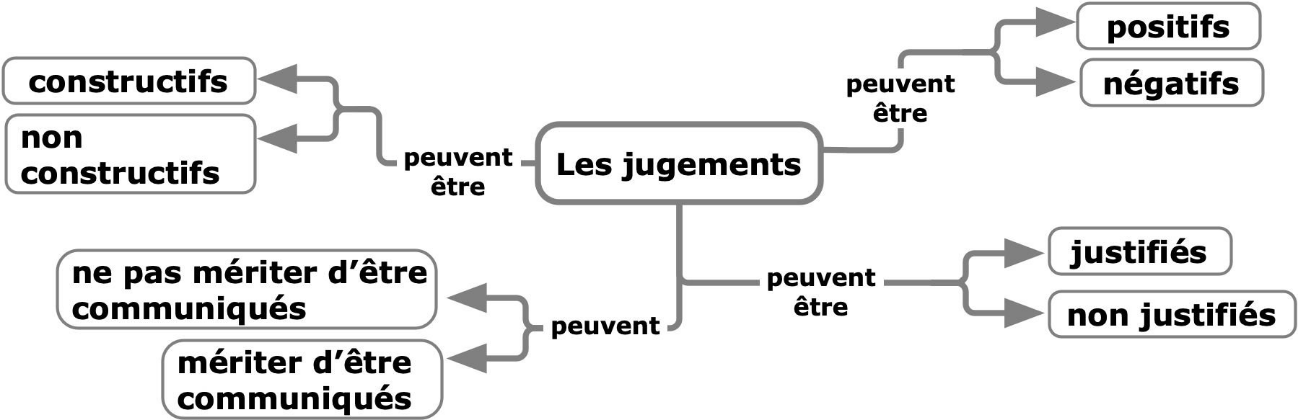 positifs
peuvent
être
négatifs
constructifs
non
constructifs
peuvent
être
Les jugements
ne pas mériter d’être
communiqués
peuvent
mériter d’être
communiqués
peuvent
être
justifiés
non justifiés